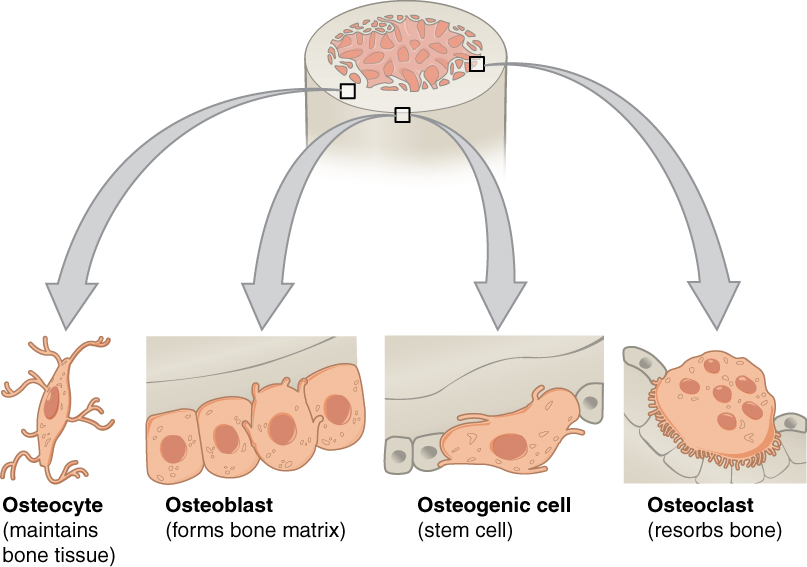 Osteocyte
(maintains
bone tissue)
Osteoblast
(forms bone matrix)
Osteogenic cell
(stem cell)
Osteoclast
(resorbs bone)